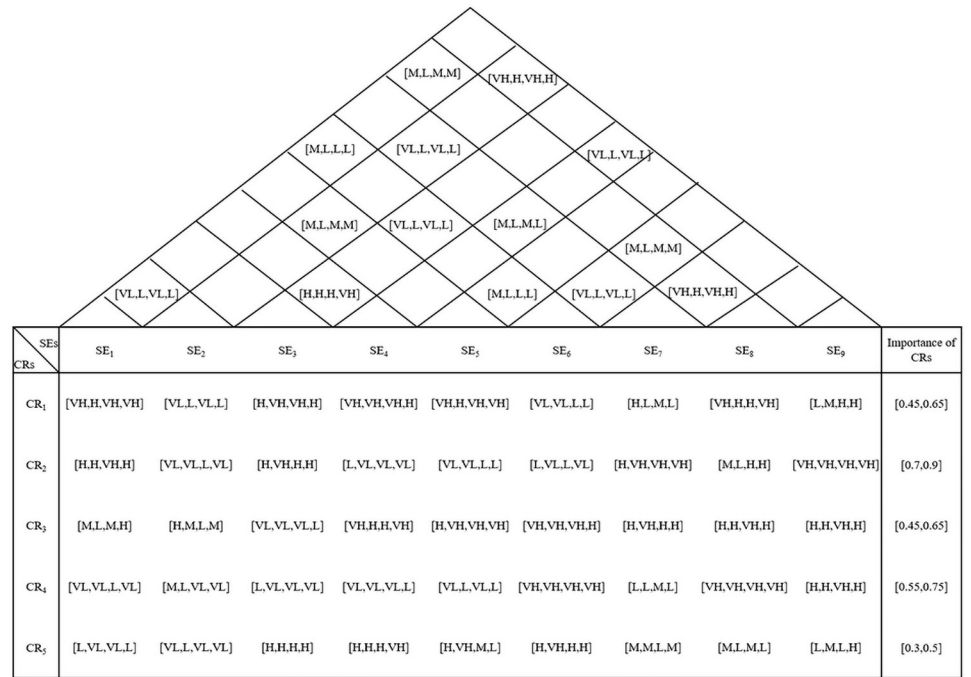 [M,L,M,M] [VH,H,VH,H]
[M,L,L,L] [VL,L,VL,L] [VL,L,VL,L]
[M,L,M,M] [VL,L,VL,L] [M,L,M,L]
[M,L,M,M]
[VL,L,VL,L] [H,H,H,VH] [M,L,L,L] [VL,L,VL,L] [VH,H,VH,H]
SEs CRs SE₁ SE₂ SE₃ SE₄ SE₅ SE₆ SE₇ SE₈ SE₉ Importance of CRs
CR₁ [VH,H,VH,VH] [VL,L,VL,L] [H,VH,VH,H] [VH,VH,VH,H] [VH,H,VH,VH] [VL,VL,L,L] [H,L,M,L] [VH,H,H,VH] [L,M,H,H] [0.45,0.65]
CR₂ [H,H,VH,H] [VL,VL,L,VL] [H,VH,H,H] [L,VL,VL,VL] [VL,VL,L,L] [L,VL,L,VL] [H,VH,VH,VH] [M,L,H,H] [VH,VH,VH,VH] [0.7,0.9]
CR₃ [M,L,M,H] [H,M,L,M] [VL,VL,VL,L] [VH,H,H,VH] [H,VH,VH,VH] [VH,VH,VH,H] [H,VH,H,H] [H,H,VH,H] [H,H,VH,H] [0.45,0.65]
CR₄ [VL,VL,L,VL] [M,L,VL,VL] [L,VL,VL,VL] [VL,VL,VL,L] [VL,L,VL,L] [VH,VH,VH,VH] [L,L,M,L] [VH,VH,VH,VH] [H,H,VH,H] [0.55,0.75]
CR₅ [L,VL,VL,L] [VL,L,VL,VL] [H,H,H,H] [H,H,H,VH] [H,VH,M,L] [H,VH,H,H] [M,M,L,M] [M,L,M,L] [L,M,L,H] [0.3,0.5]